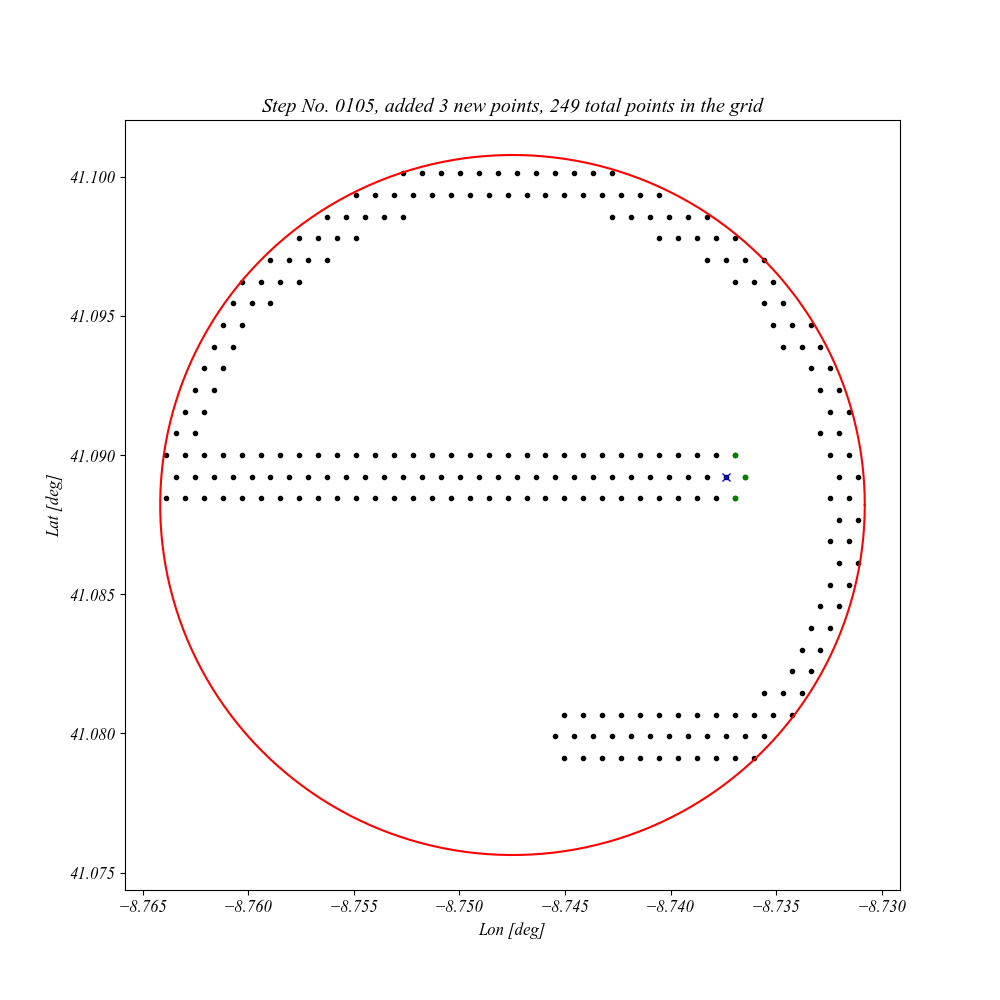 Step No. 0105, added 3 new points, 249 total points in the grid
41.100
41.095
41.090
41.085
41.080
41.075
Lat [deg]
−8.765 −8.760 −8.755 −8.750 −8.745 −8.740 −8.735 −8.730
Lon [deg]